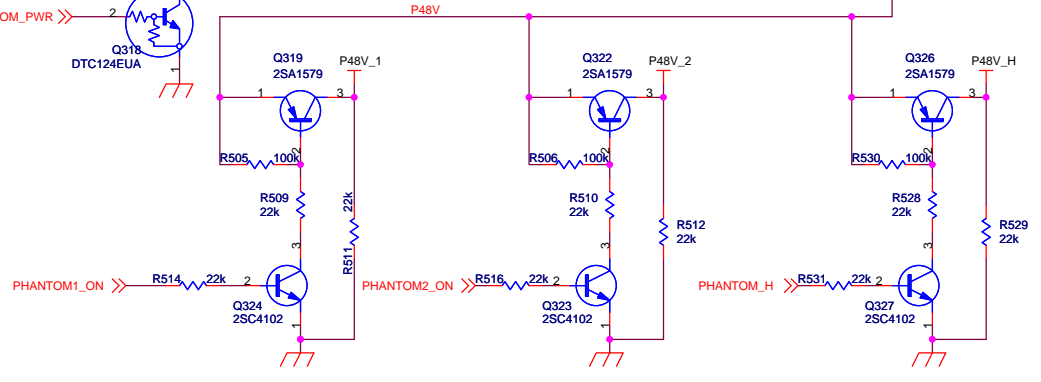 P48V
OM_PWR
2
Q318
DTC124EUA
1
Q319
2SA1579
P48V_1
1
3
2
R505
100k
R509
22k
22k
R511
3
PHANTOM1_ON
R514
22k
2
Q324
2SC4102
1
Q322
2SA1579
P48V_2
1
3
2
R506
100k
R510
22k
R512
22k
3
PHANTOM2_ON
R516
22k
2
Q323
2SC4102
1
Q326
2SA1579
P48V_H
1
3
2
R530
100k
R528
22k
R529
22k
3
PHANTOM_H
R531
22k
2
Q327
2SC4102
1